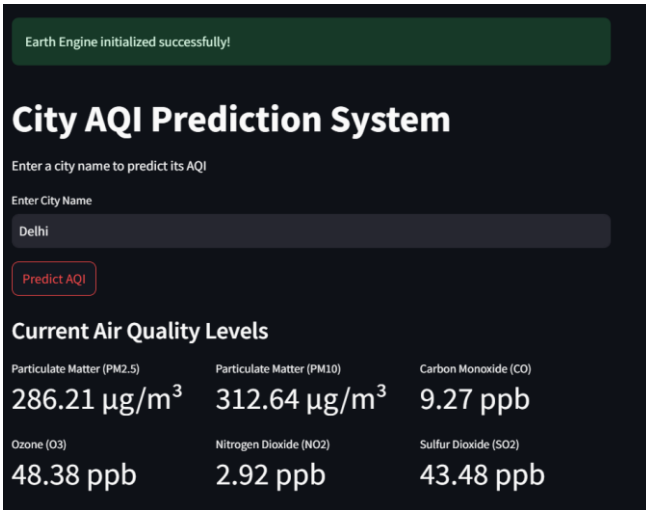 Earth Engine initialized successfully!
City AQI Prediction System
Enter a city name to predict its AQI
Enter City Name
Delhi
Predict AQI
Current Air Quality Levels
Particulate Matter (PM2.5) Particulate Matter (PM10) Carbon Monoxide (CO)
286.21 μg/m³ 312.64 μg/m³ 9.27 ppb
Ozone (O3) Nitrogen Dioxide (NO2) Sulfur Dioxide (SO2)
48.38 ppb 2.92 ppb 43.48 ppb